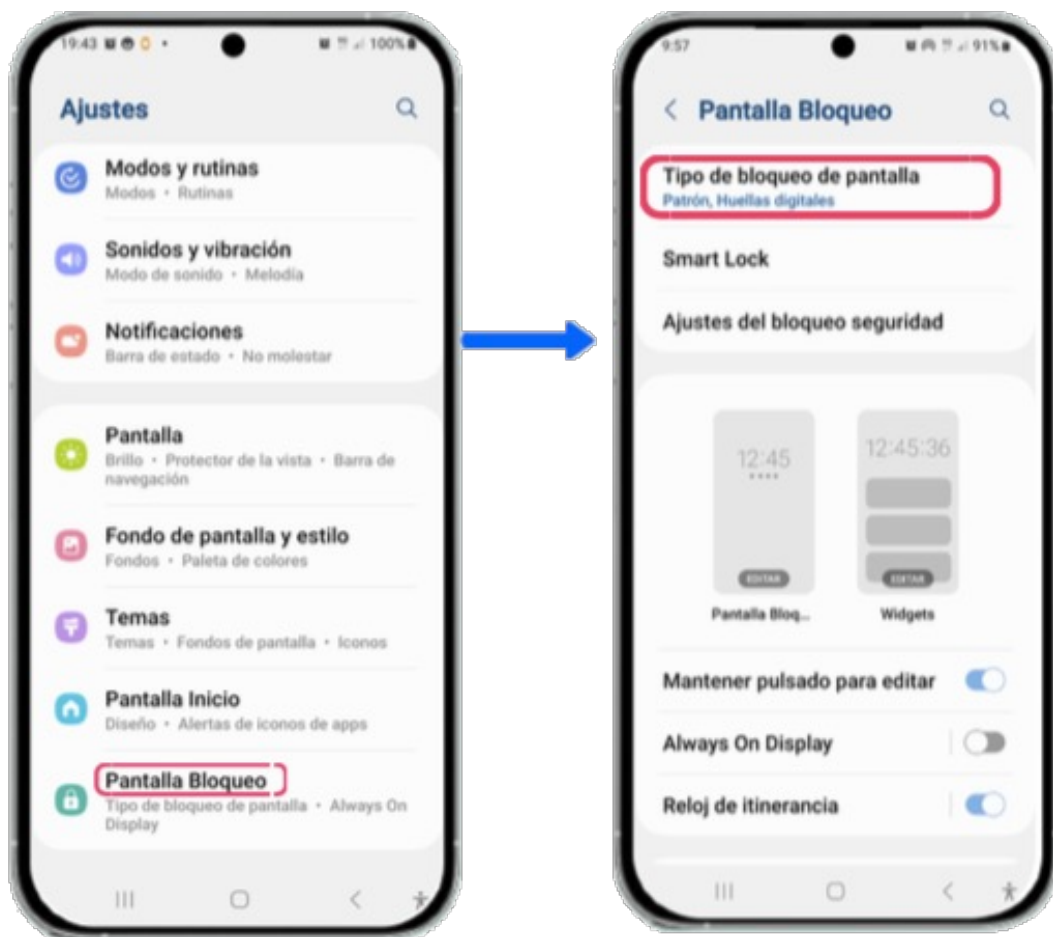 19:43
100%
Ajustes
Modos y rutinas
Modos • Rutinas
Sonidos y vibración
Modo de sonido • Melodía
Notificaciones
Barra de estado • No molestar
Pantalla
Brillo • Protector de la vista • Barra de
navegación
Fondo de pantalla y estilo
Fondos • Paleta de colores
Temas
Temas • Fondos de pantalla • Iconos
Pantalla Inicio
Diseño • Alertas de iconos de apps
Pantalla Bloqueo
Tipo de bloqueo de pantalla • Always On
Display
9:57
91%
Pantalla Bloqueo
Tipo de bloqueo de pantalla
Patrón, Huellas digitales
Smart Lock
Ajustes del bloqueo seguridad
12:45
12:45:36
EDITAR
EDITAR
Pantalla Bloq...
Widgets
Mantener pulsado para editar
Always On Display
Reloj de itinerancia